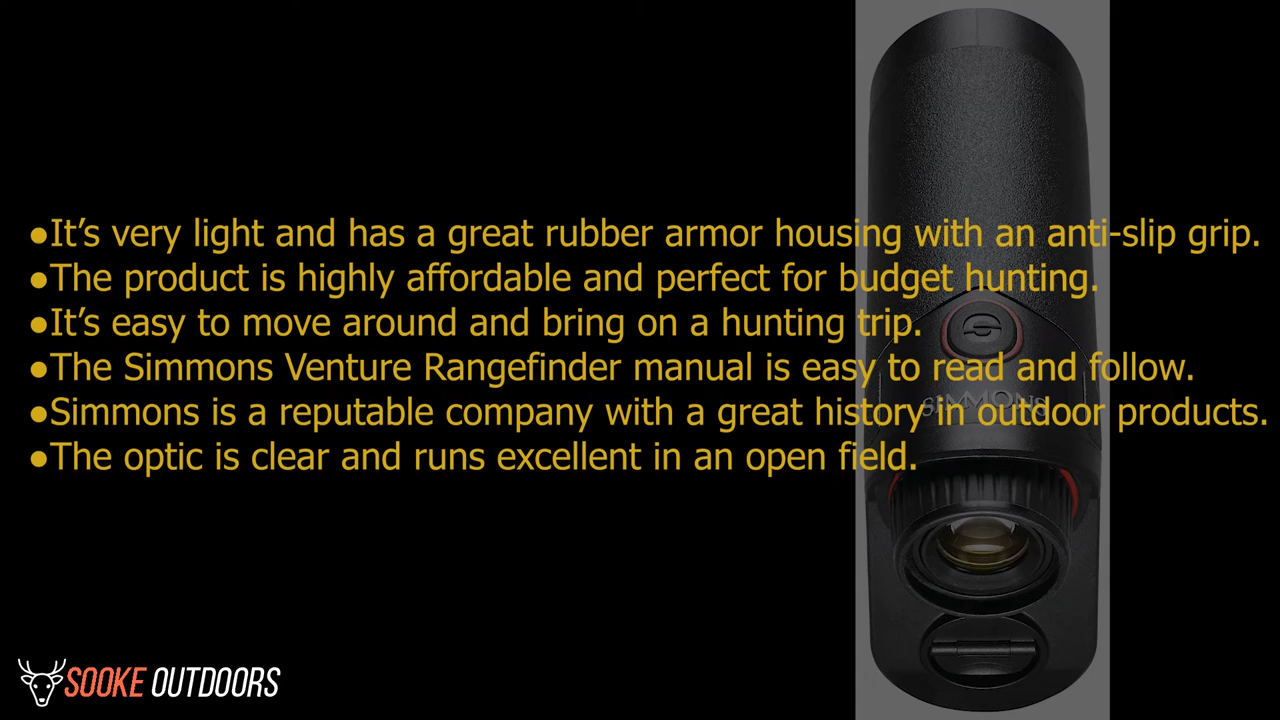 ●It’s very light and has a great rubber armor housing with an anti-slip grip.
●The product is highly affordable and perfect for budget hunting.
●It’s easy to move around and bring on a hunting trip.
●The Simmons Venture Rangefinder manual is easy to read and follow.
●Simmons is a reputable company with a great history in outdoor products.
SIMMONS
●The optic is clear and runs excellent in an open field.
SOOKE OUTDOORS